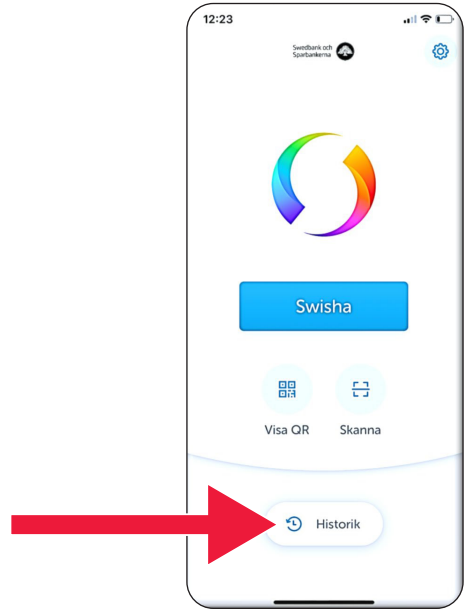 12:23
Swedbank och
Sparbankerna
Swisha
Visa QR
Skanna
Historik